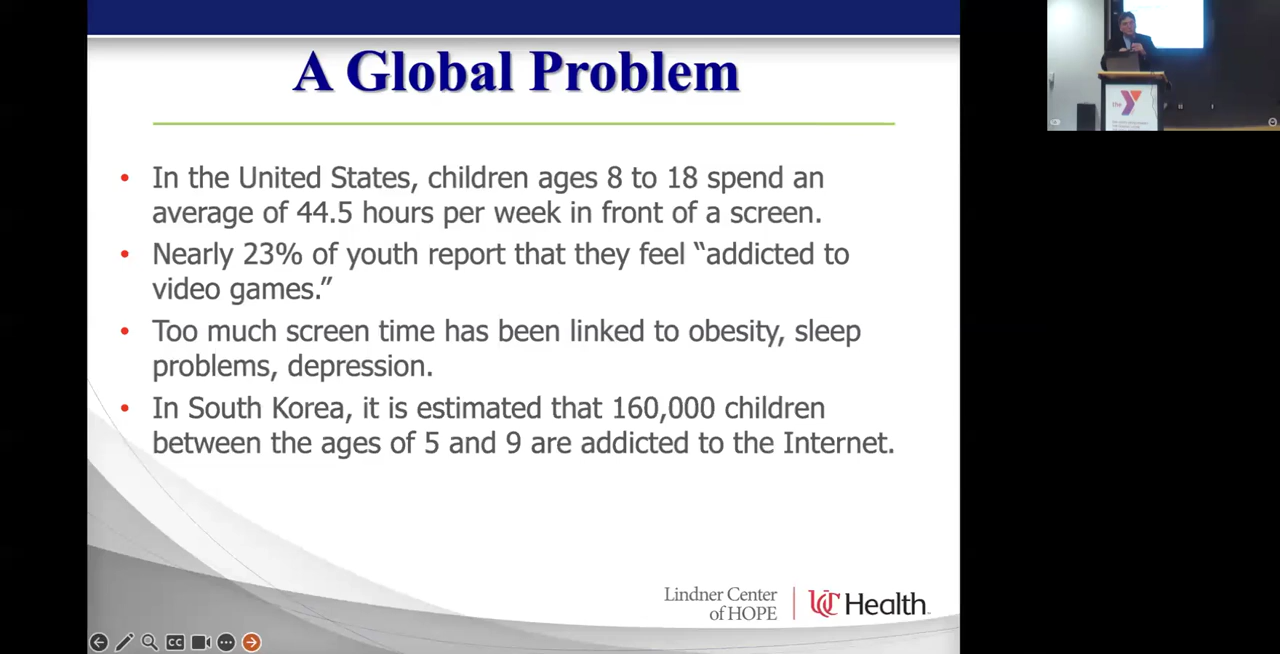 A Global Problem
• In the United States, children ages 8 to 18 spend an
average of 44.5 hours per week in front of a screen.
• Nearly 23% of youth report that they feel “addicted to
video games.”
• Too much screen time has been linked to obesity, sleep
problems, depression.
• In South Korea, it is estimated that 160,000 children
between the ages of 5 and 9 are addicted to the Internet.
Lindner Center
of HOPE
UC Health
CC
the Y